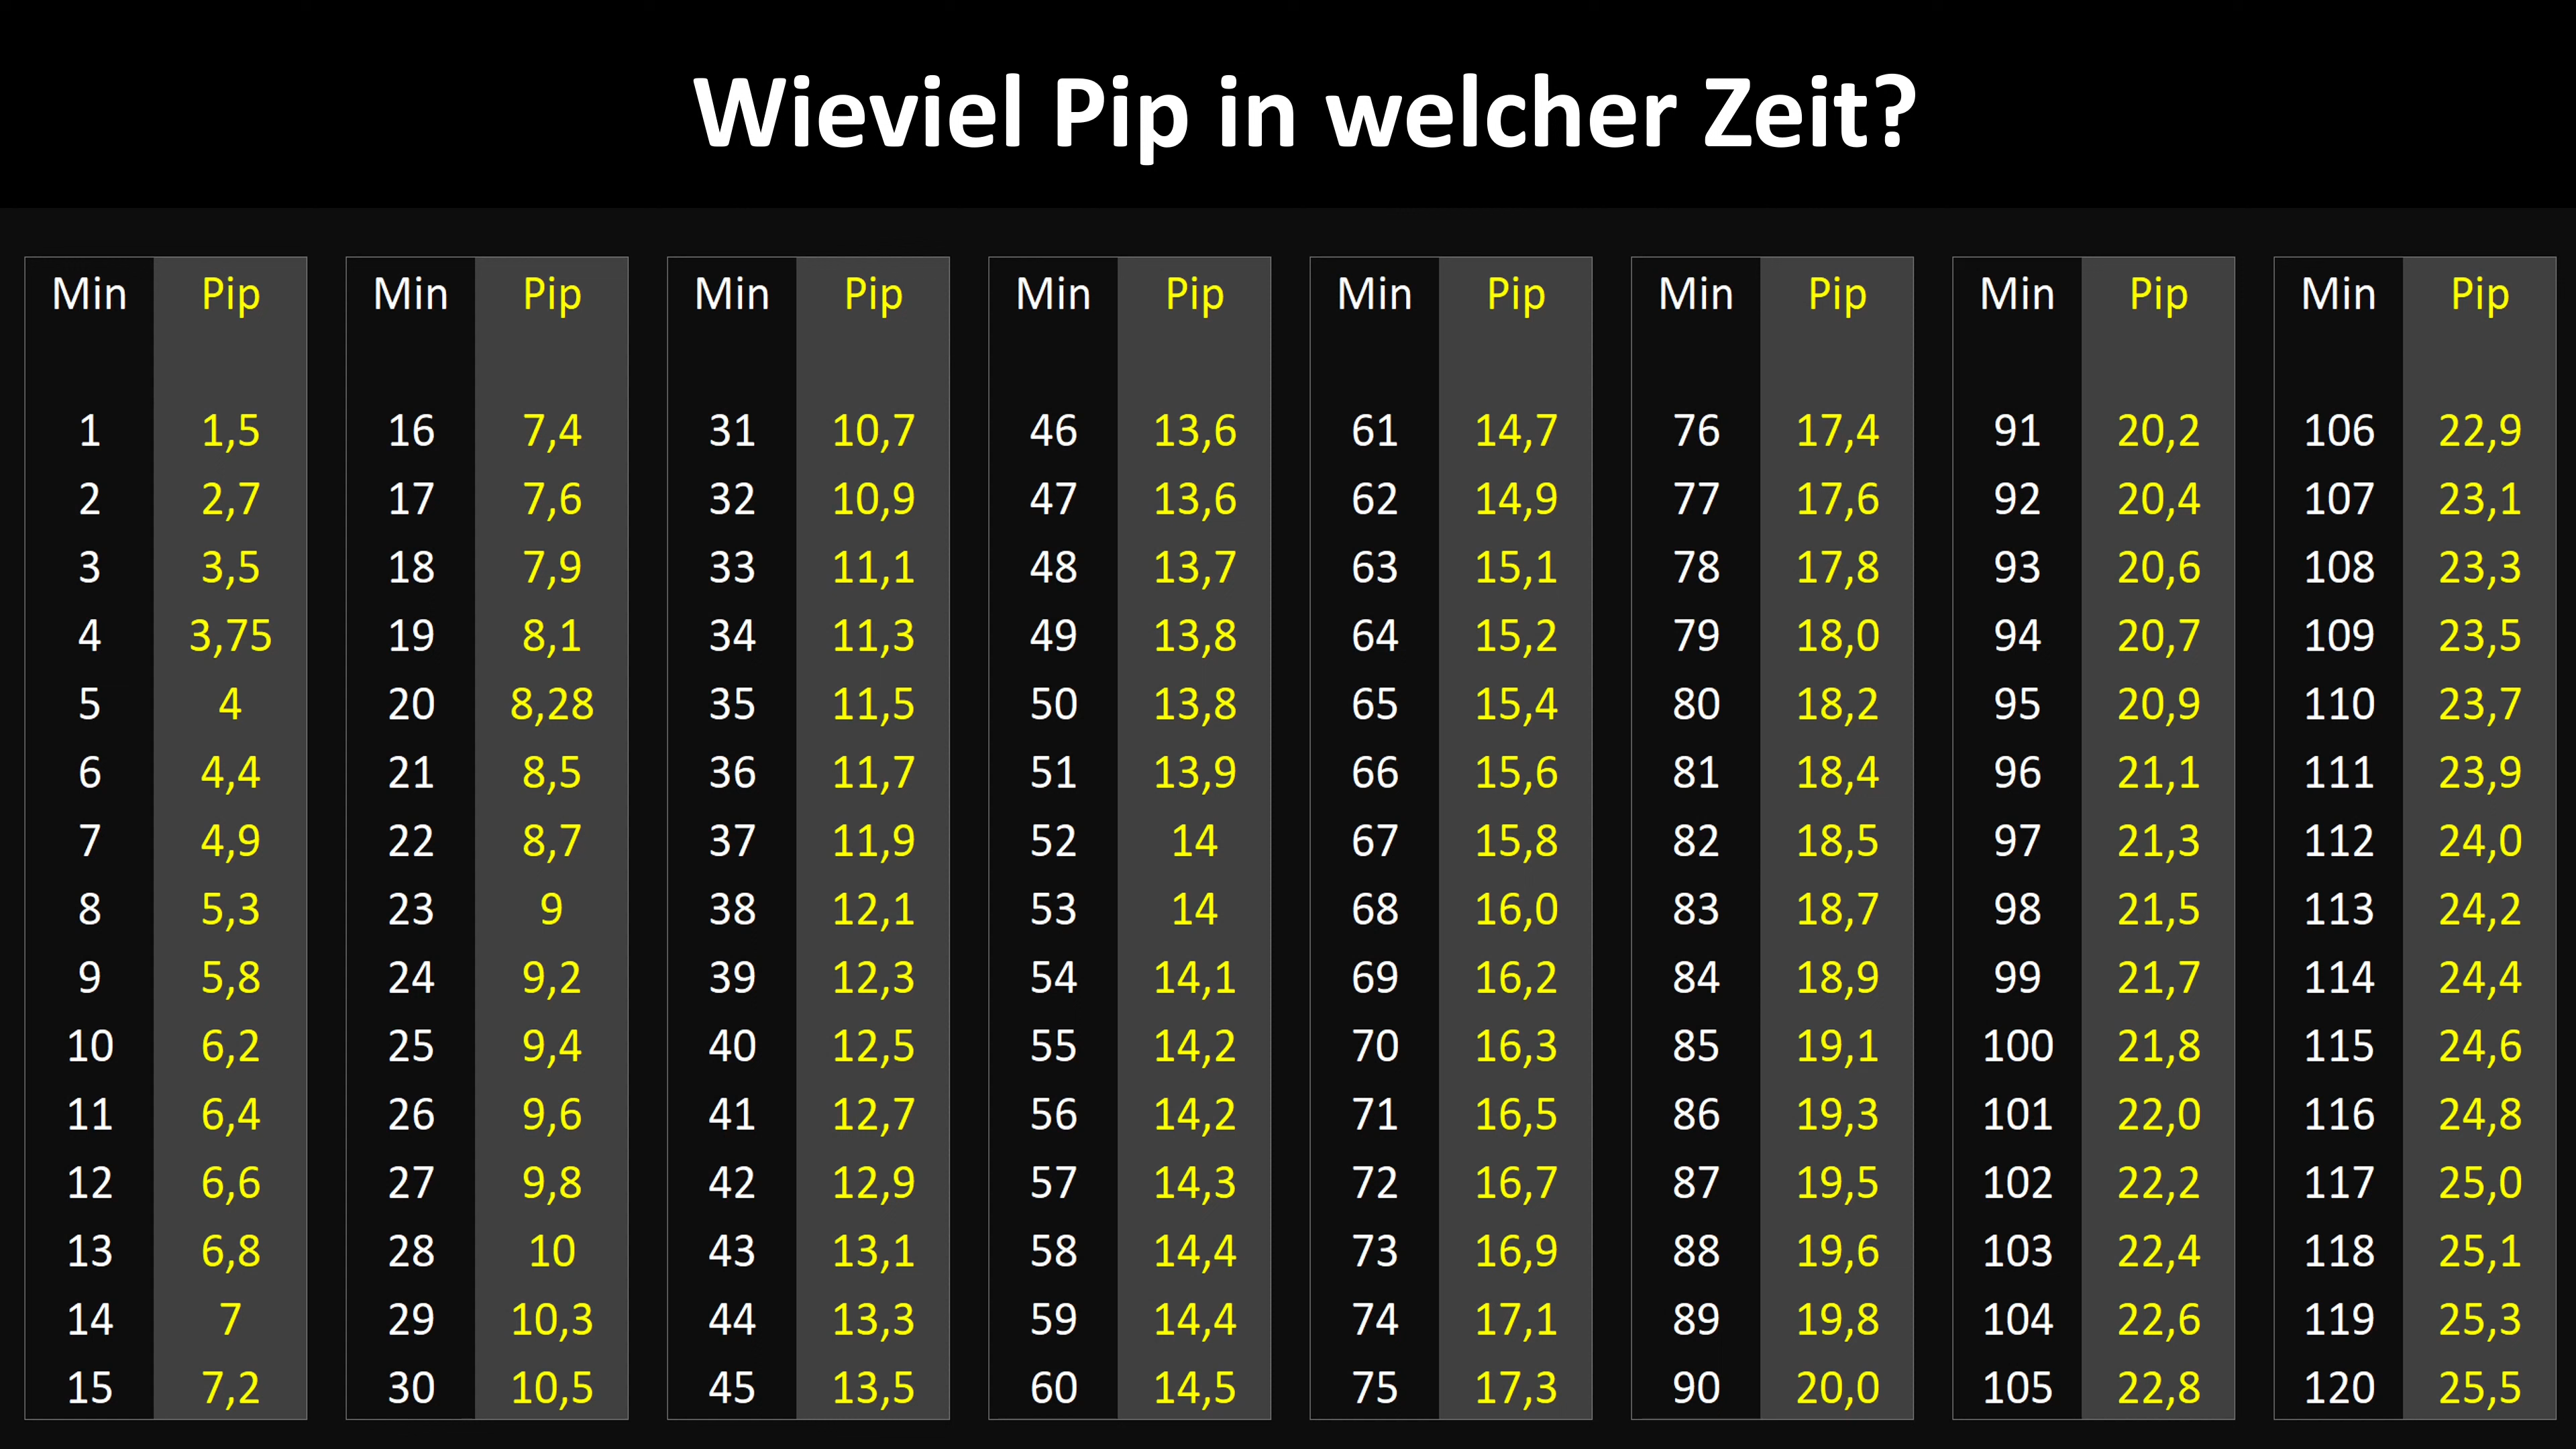 Wieviel Pip in welcher Zeit?
Min Pip Min Pip Min Pip Min Pip Min Pip Min Pip Min Pip Min Pip
1 1,5 16 7,4 31 10,7 46 13,6 61 14,7 76 17,4 91 20,2 106 22,9
2 2,7 17 7,6 32 10,9 47 13,6 62 14,9 77 17,6 92 20,4 107 23,1
3 3,5 18 7,9 33 11,1 48 13,7 63 15,1 78 17,8 93 20,6 108 23,3
4 3,75 19 8,1 34 11,3 49 13,8 64 15,2 79 18,0 94 20,7 109 23,5
5 4 20 8,28 35 11,5 50 13,8 65 15,4 80 18,2 95 20,9 110 23,7
6 4,4 21 8,5 36 11,7 51 13,9 66 15,6 81 18,4 96 21,1 111 23,9
7 4,9 22 8,7 37 11,9 52 14 67 15,8 82 18,5 97 21,3 112 24,0
8 5,3 23 9 38 12,1 53 14 68 16,0 83 18,7 98 21,5 113 24,2
9 5,8 24 9,2 39 12,3 54 14,1 69 16,2 84 18,9 99 21,7 114 24,4
10 6,2 25 9,4 40 12,5 55 14,2 70 16,3 85 19,1 100 21,8 115 24,6
11 6,4 26 9,6 41 12,7 56 14,2 71 16,5 86 19,3 101 22,0 116 24,8
12 6,6 27 9,8 42 12,9 57 14,3 72 16,7 87 19,5 102 22,2 117 25,0
13 6,8 28 10 43 13,1 58 14,4 73 16,9 88 19,6 103 22,4 118 25,1
14 7 29 10,3 44 13,3 59 14,4 74 17,1 89 19,8 104 22,6 119 25,3
15 7,2 30 10,5 45 13,5 60 14,5 75 17,3 90 20,0 105 22,8 120 25,5